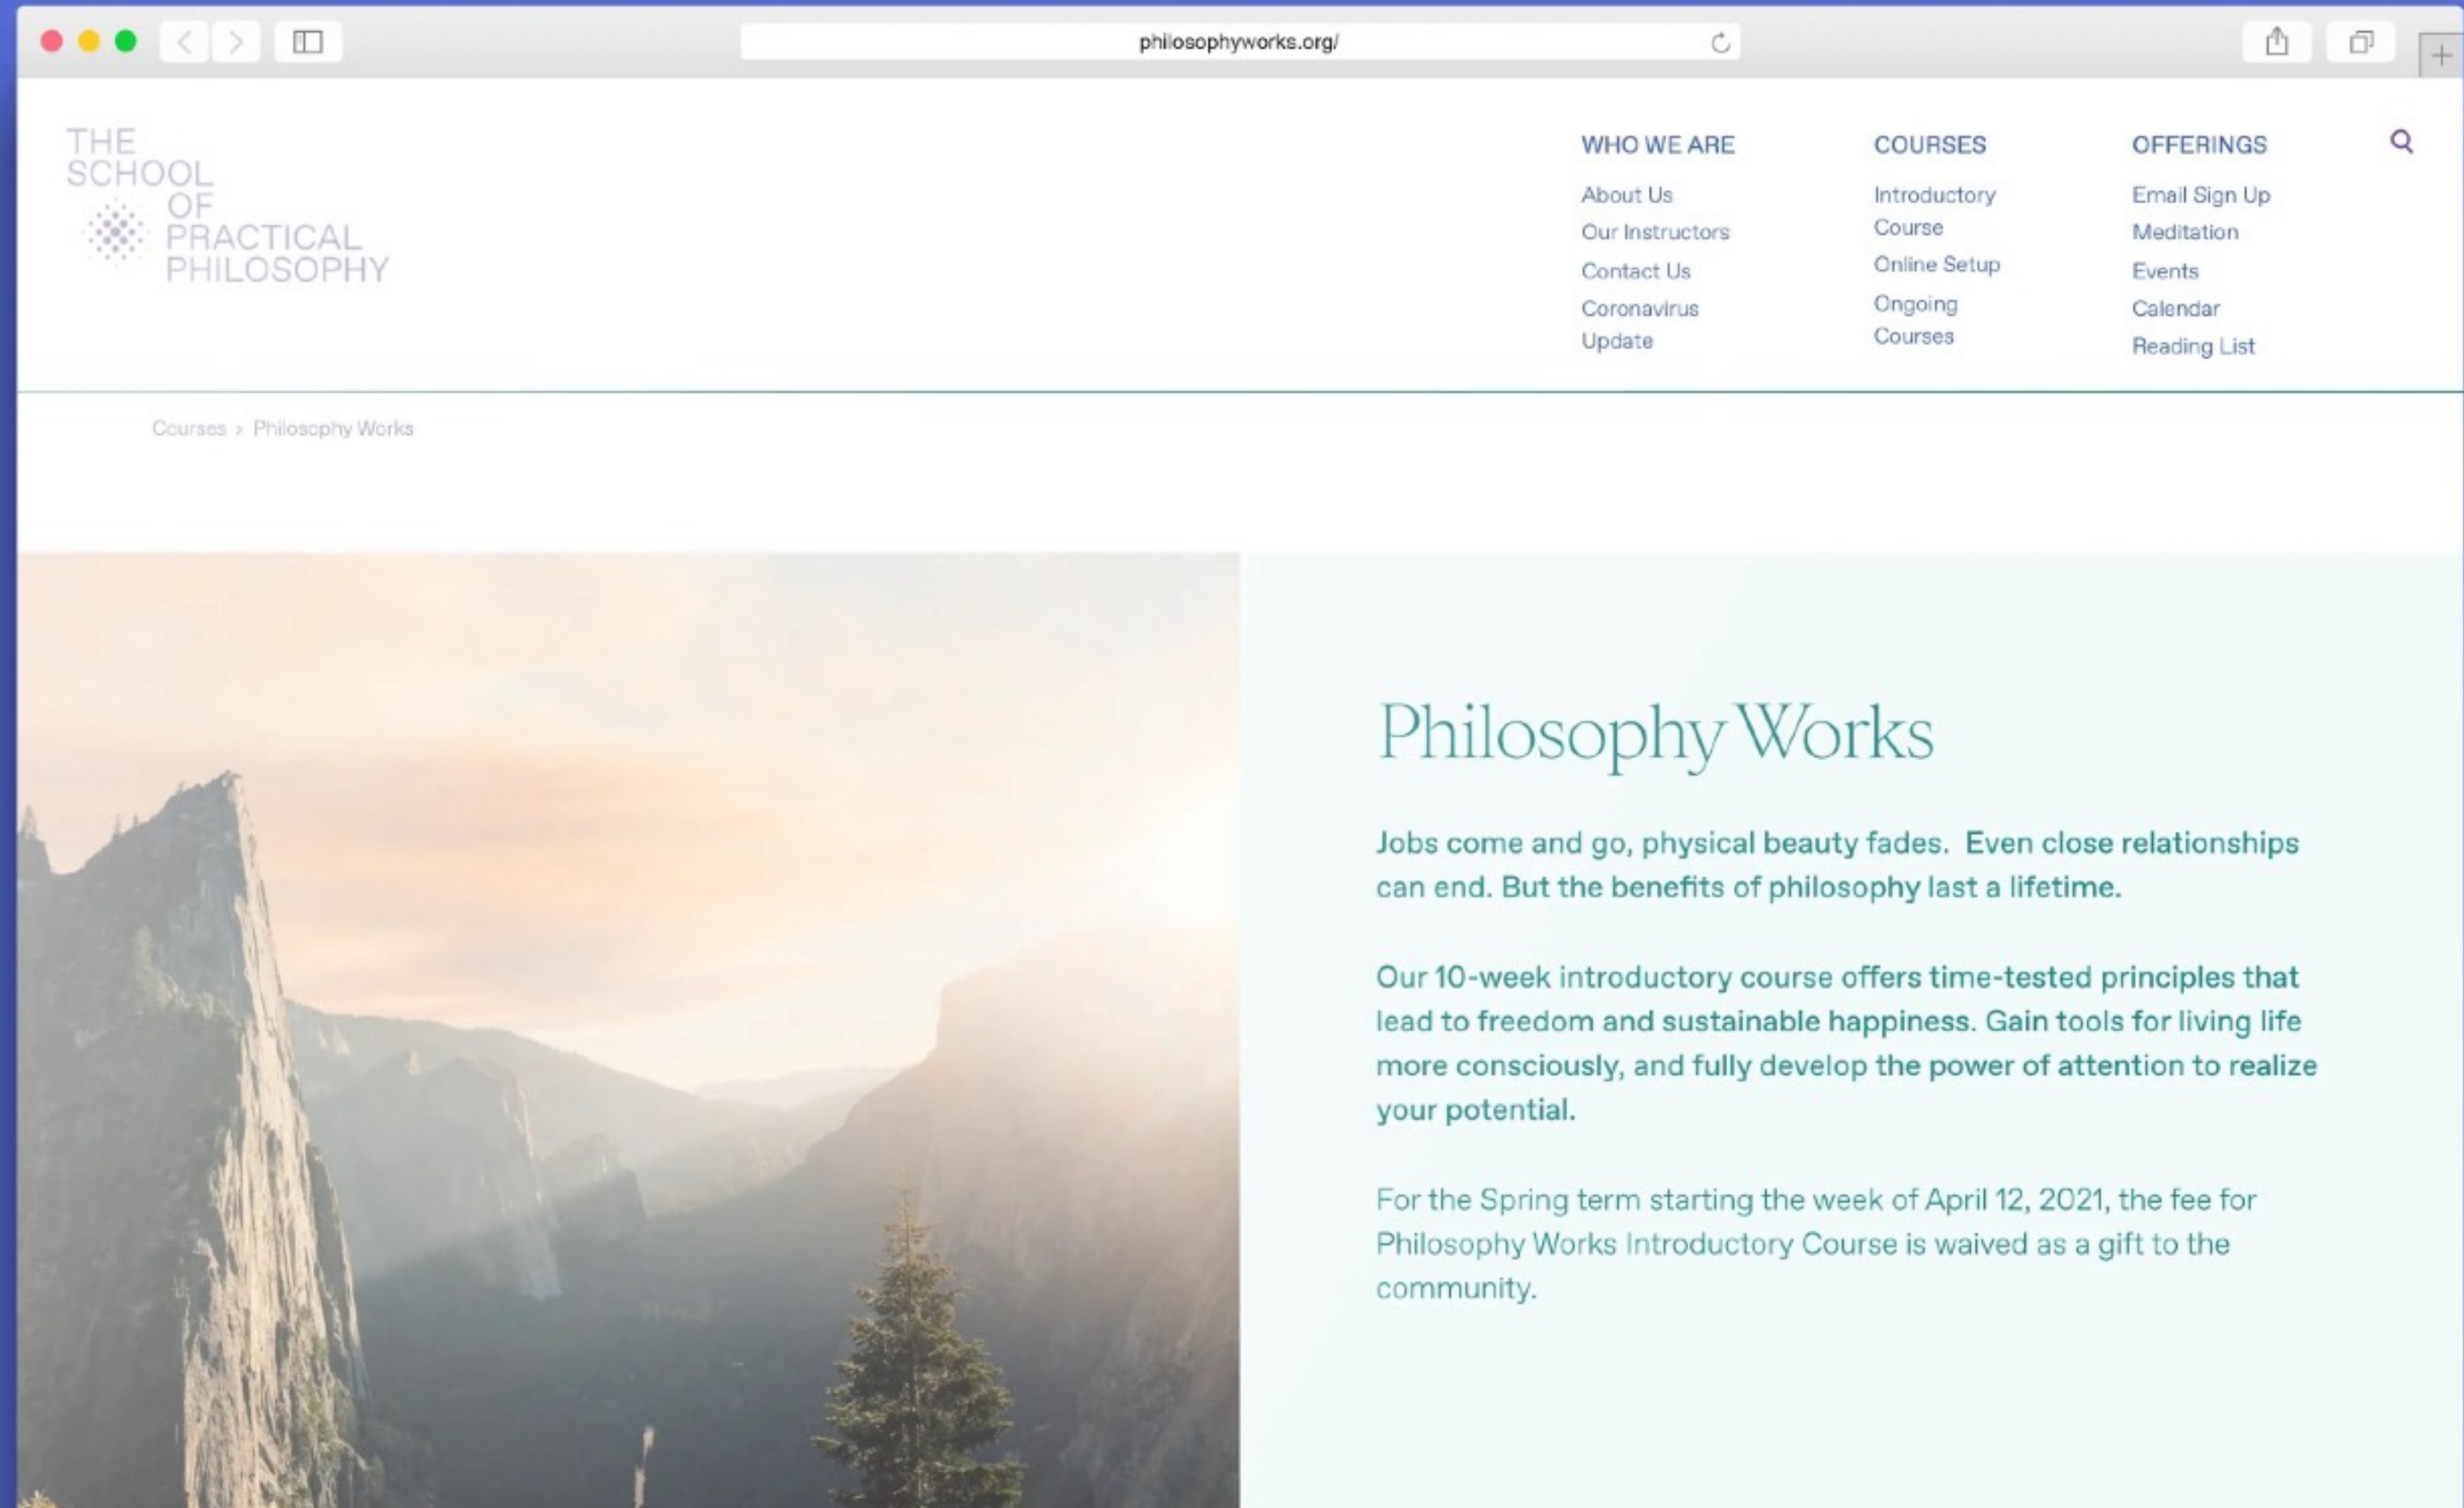 philosophyworks.org/
THE
SCHOOL
OF
PRACTICAL
PHILOSOPHY
WHO WE ARE
About Us
Our Instructors
Contact Us
Coronavirus
Update
COURSES
Introductory
Course
Online Setup
Ongoing
Courses
OFFERINGS
Email Sign Up
Meditation
Events
Calendar
Reading List
Courses › Philosophy Works
Philosophy Works
Jobs come and go, physical beauty fades. Even close relationships
can end. But the benefits of philosophy last a lifetime.
Our 10-week introductory course offers time-tested principles that
lead to freedom and sustainable happiness. Gain tools for living life
more consciously, and fully develop the power of attention to realize
your potential.
For the Spring term starting the week of April 12, 2021, the fee for
Philosophy Works Introductory Course is waived as a gift to the
community.